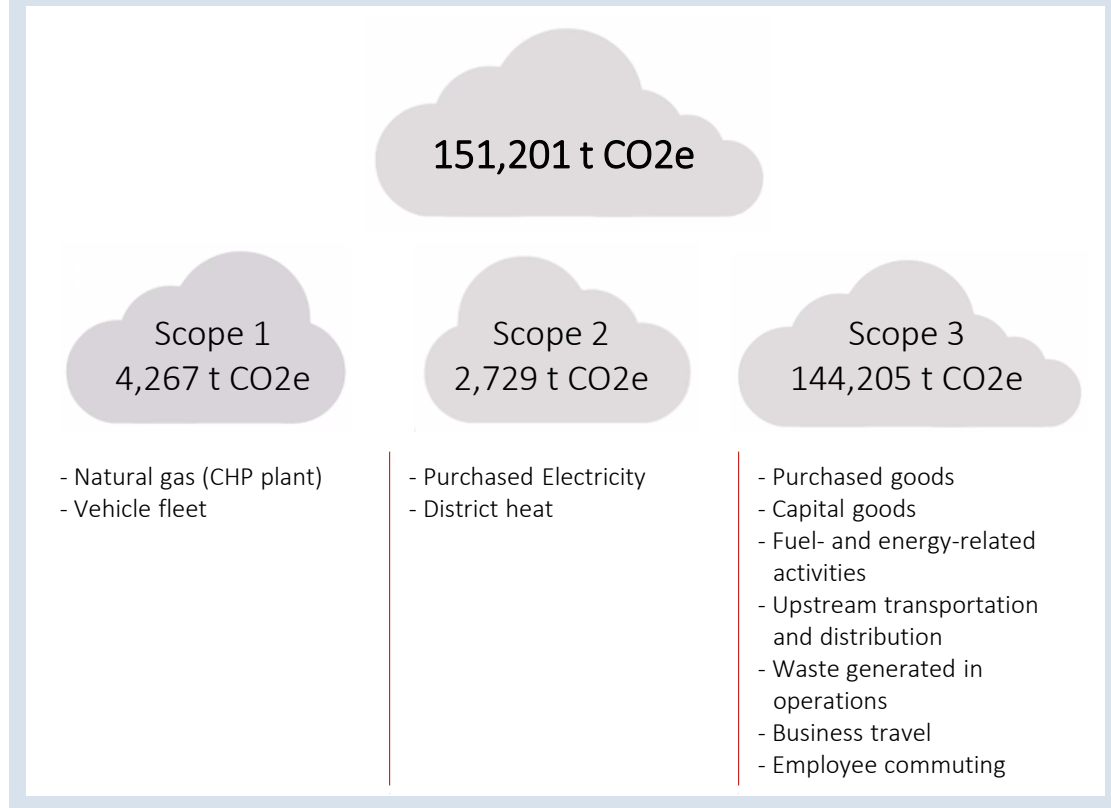 151,201 t CO2e
Scope 1
4,267 t CO2e
Scope 2
2,729 t CO2e
Scope 3
144,205 t CO2e
- Natural gas (CHP plant)
- Vehicle fleet
- Purchased Electricity
- District heat
- Purchased goods
- Capital goods
- Fuel- and energy-related
activities
- Upstream transportation
and distribution
- Waste generated in
operations
- Business travel
- Employee commuting